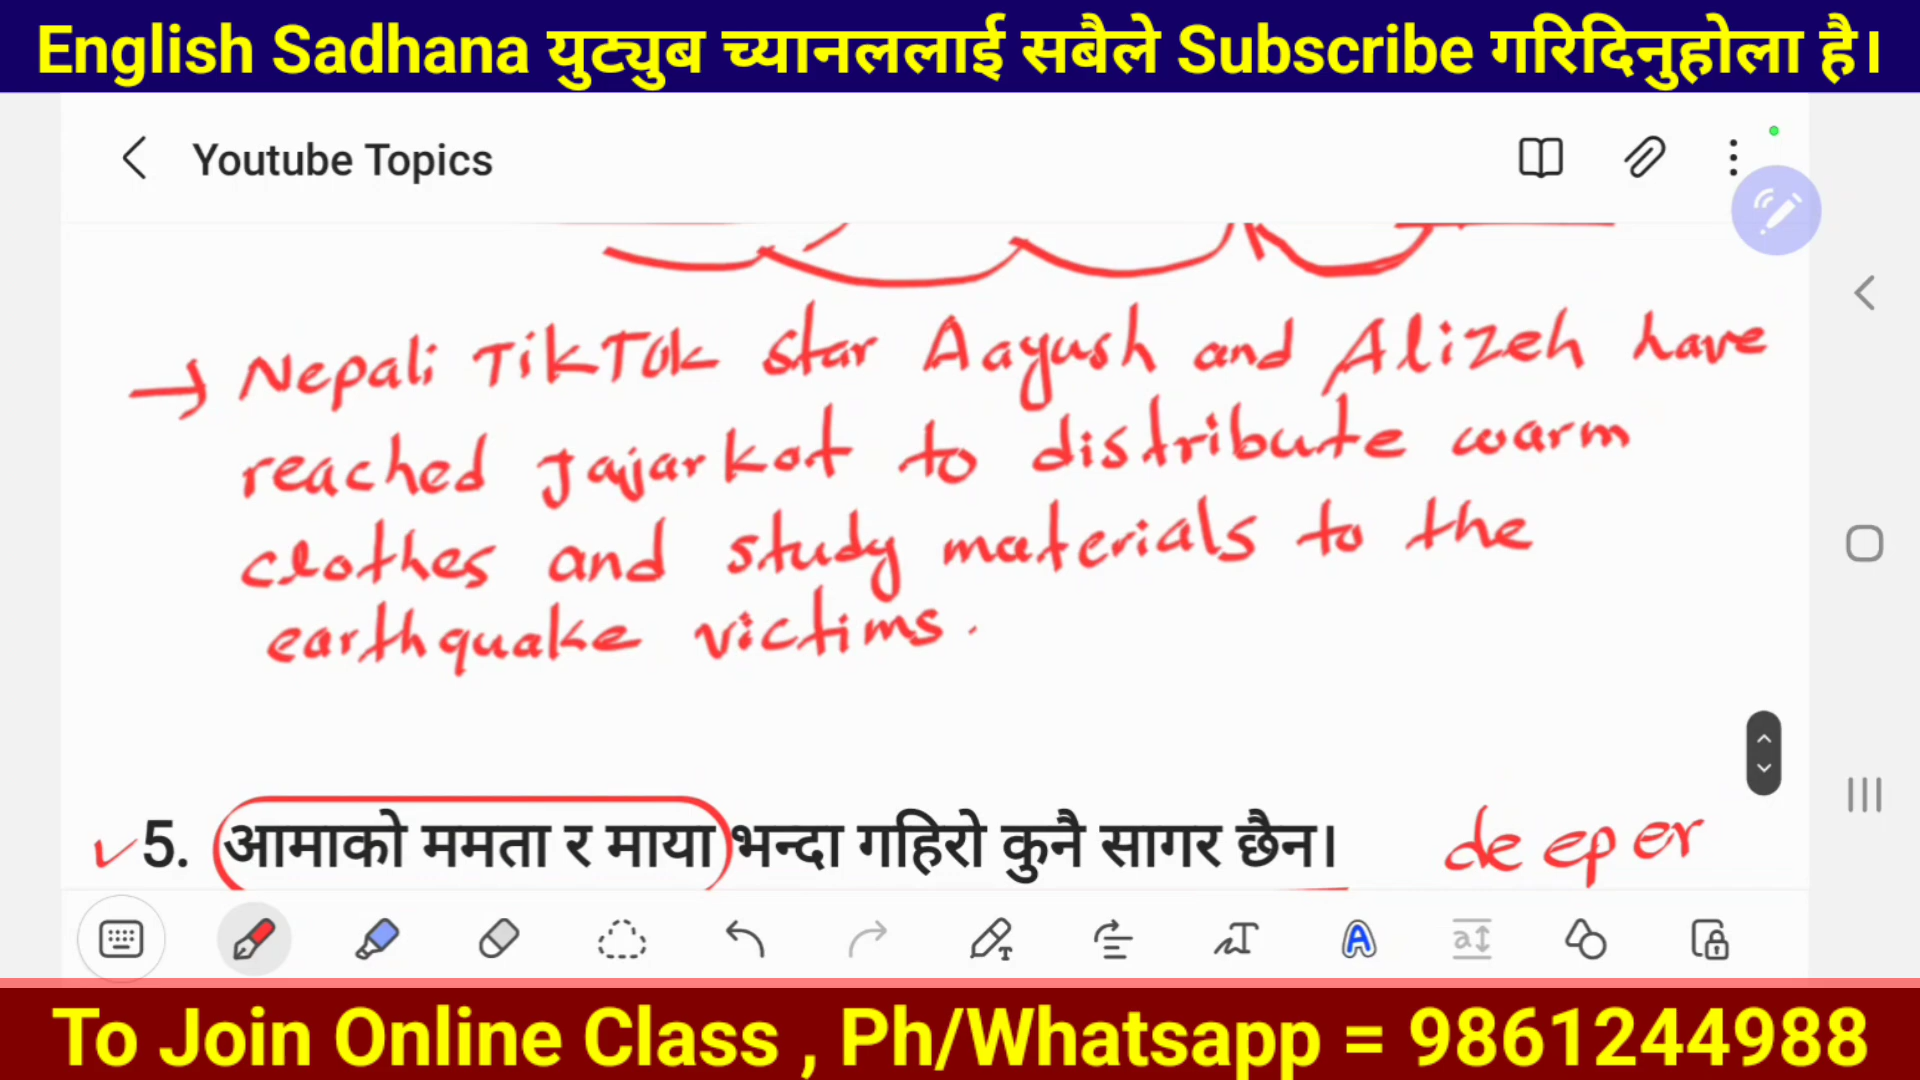 English Sadhana युट्युब च्यानललाई सबैले Subscribe गरिदिनुहोला है।
Youtube Topics
→ Nepali TikTok star Aayush and Alizeh have
reached Jajarkot to distribute warm
clothes and study materials to the
earthquake victims.
5. आमाको ममता र माया भन्दा गहिरो कुनै सागर छैन। deeper
To Join Online Class , Ph/Whatsapp = 9861244988